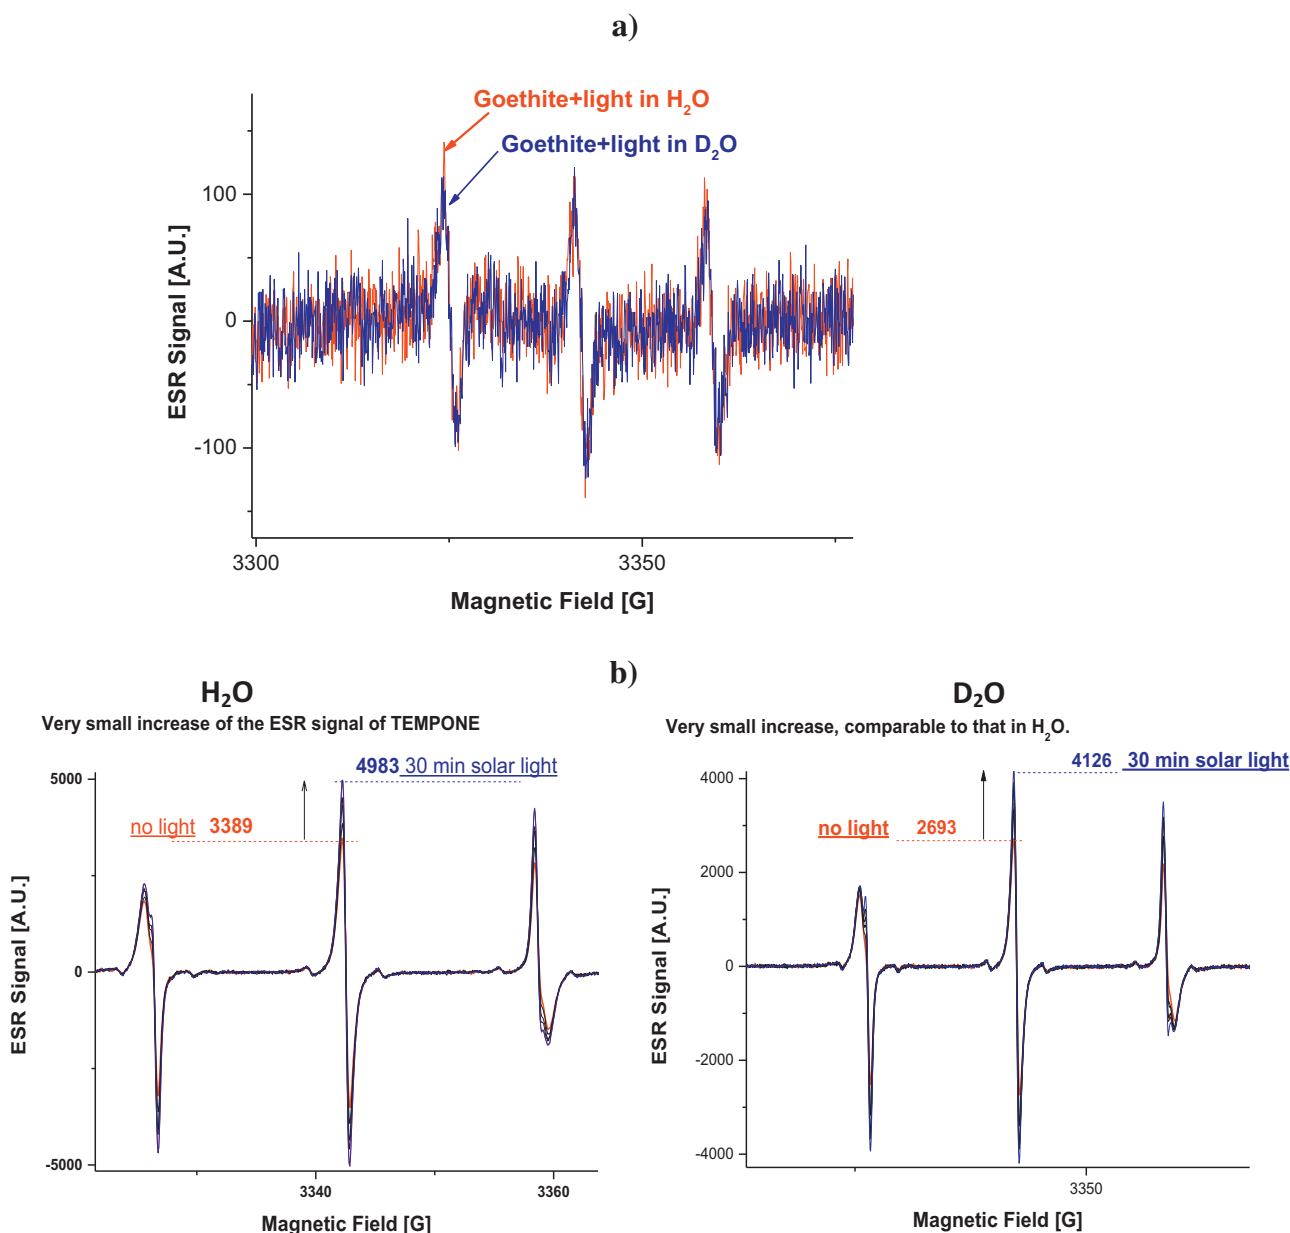 a)
Goethite+light in H₂O
Goethite+light in D₂O
100
0
-100
ESR Signal [A.U.]
3300
3350
Magnetic Field [G]
b)
H₂O
Very small increase of the ESR signal of TEMPONE
4983 30 min solar light
no light 3389
5000
0
-5000
ESR Signal [A.U.]
3340
3360
Magnetic Field [G]
D₂O
Very small increase, comparable to that in H₂O.
4126 30 min solar light
no light 2693
4000
2000
0
-2000
-4000
ESR Signal [A.U.]
3350
Magnetic Field [G]